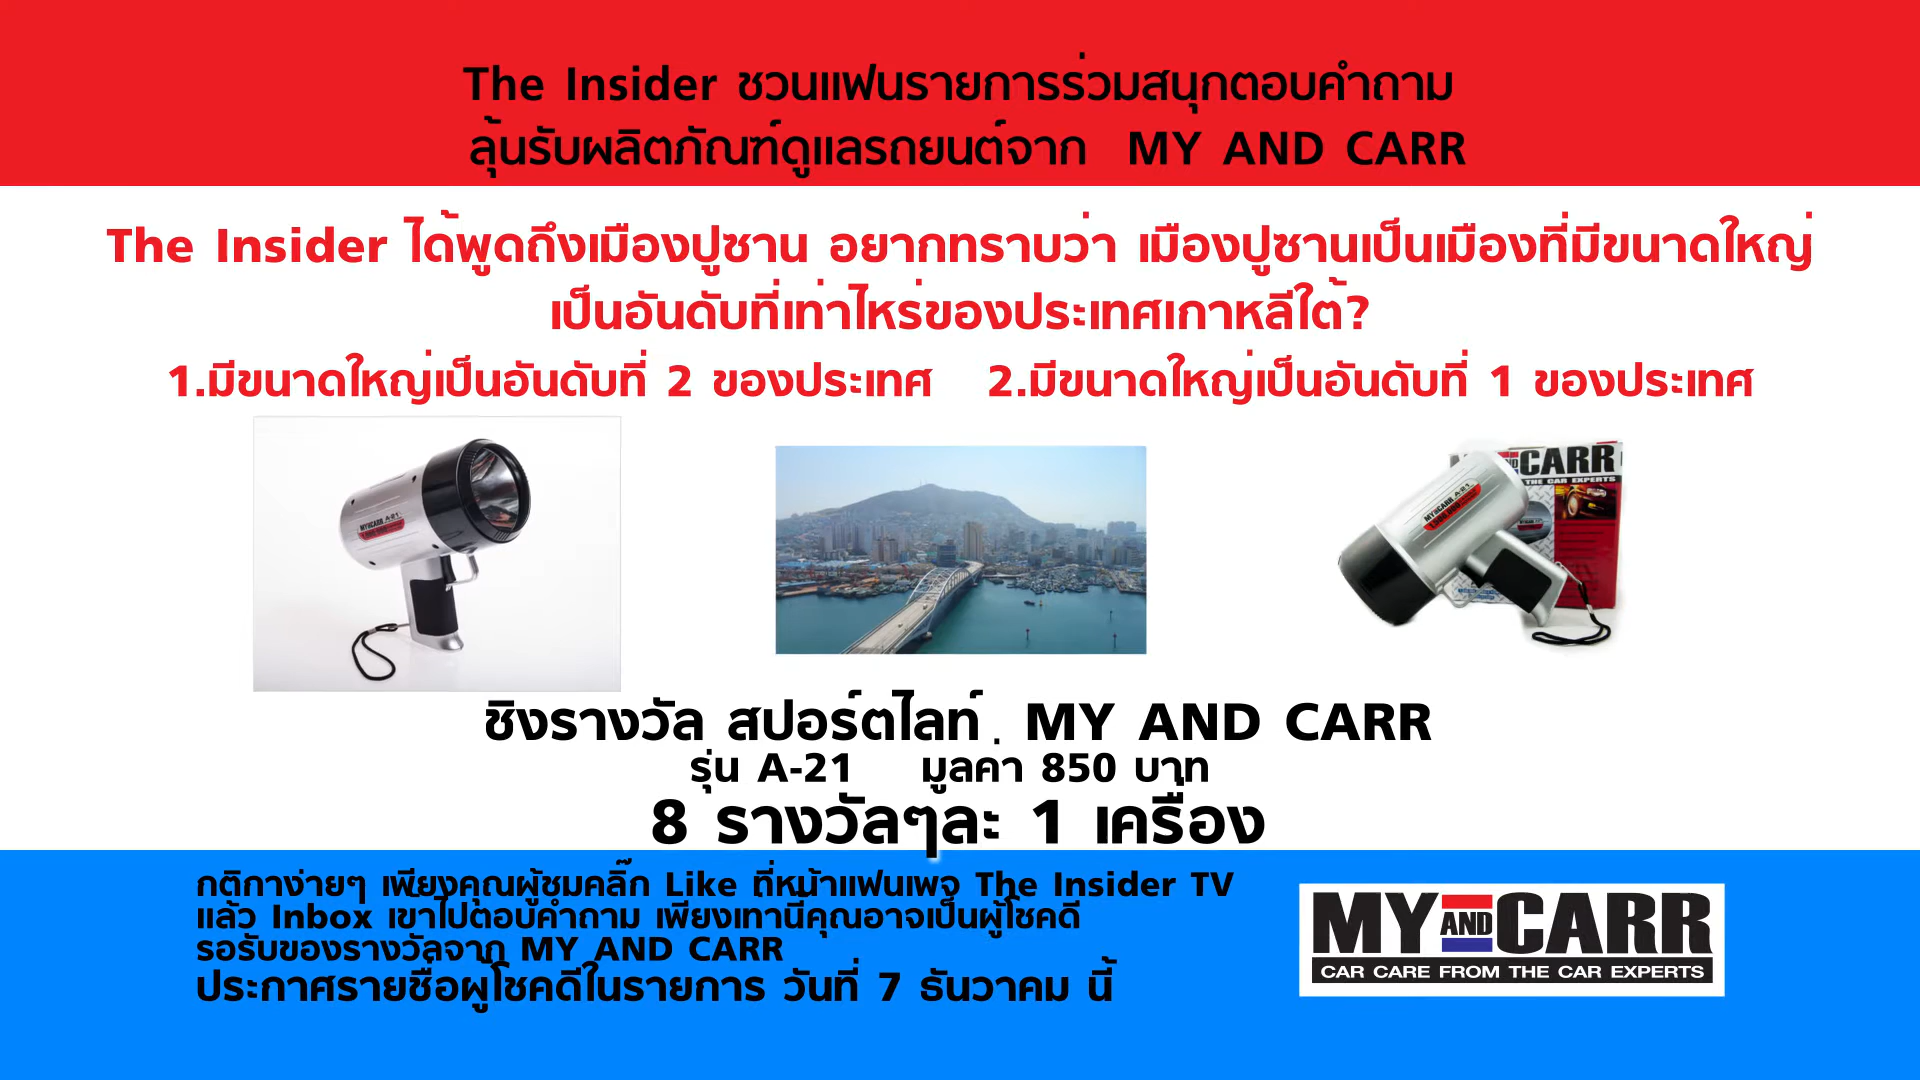 The Insider ชวนแฟนรายการร่วมสนุกตอบคำถาม
ลุ้นรับผลิตภัณฑ์ดูแลรถยนต์จาก MY AND CARR
The Insider ได้พูดถึงเมืองปูซาน อยากทราบว่า เมืองปูซานเป็นเมืองที่มีขนาดใหญ่
เป็นอันดับที่เท่าไหร่ของประเทศเกาหลีใต้?
1.มีขนาดใหญ่เป็นอันดับที่ 2 ของประเทศ 2.มีขนาดใหญ่เป็นอันดับที่ 1 ของประเทศ
MY AND CARR A-21
AND CARR
THE CAR EXPERTS
MY AND CARR A-21
1,500,000
ชิงรางวัล สปอร์ตไลท์ MY AND CARR
รุ่น A-21 มูลค่า 850 บาท
8 รางวัลๆละ 1 เครื่อง
กติกาง่ายๆ เพียงคุณผู้ชมคลิ๊ก Like ที่หน้าแฟนเพจ The Insider TV
แล้ว Inbox เข้าไปตอบคำถาม เพียงเท่านี้คุณอาจเป็นผู้โชคดี
รอรับของรางวัลจาก MY AND CARR
ประกาศรายชื่อผู้โชคดีในรายการ วันที่ 7 ธันวาคม นี้
MY AND CARR
CAR CARE FROM THE CAR EXPERTS